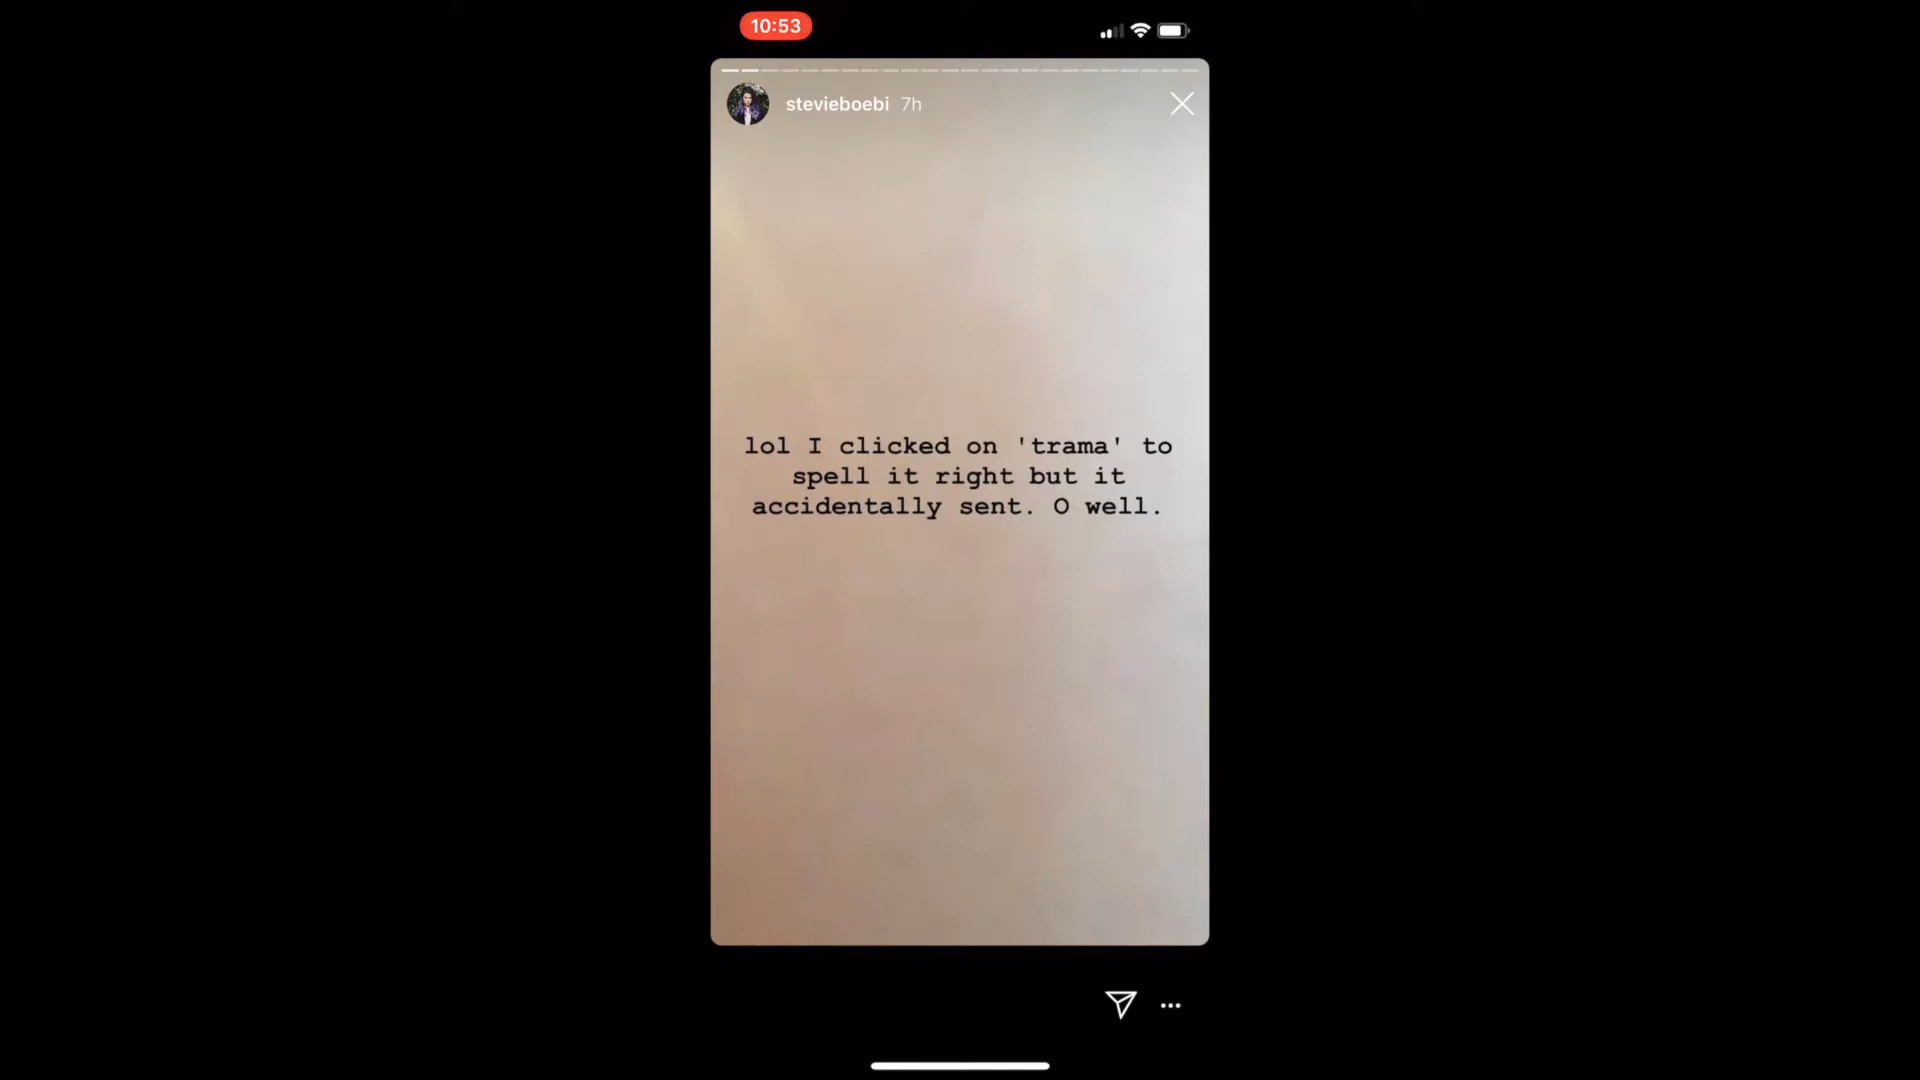 10:53
stevieboebi 7h
lol I clicked on 'trama' to
spell it right but it
accidentally sent. O well.